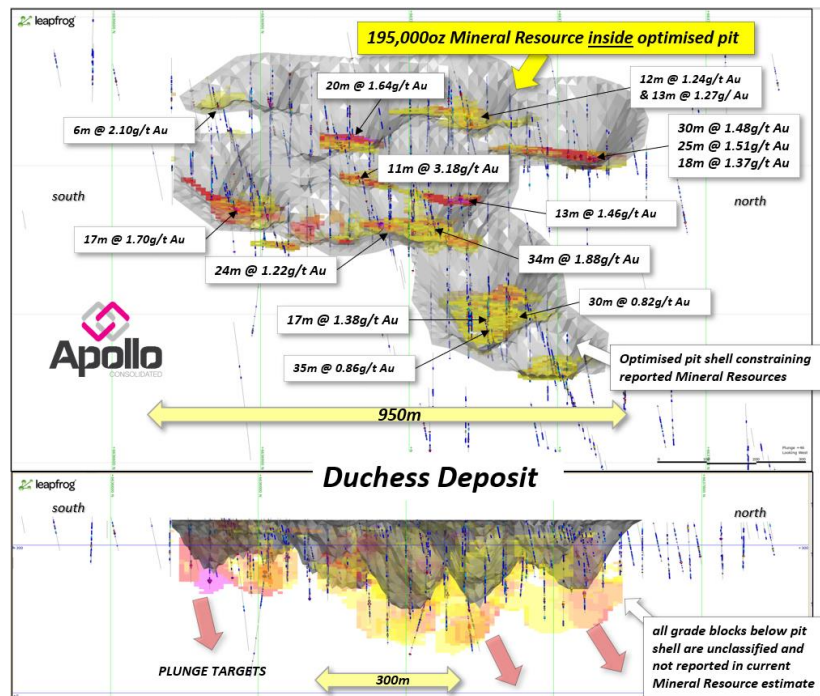 leapfrog
195,000oz Mineral Resource inside optimised pit
20m @ 1.64g/t Au
12m @ 1.24g/t Au
& 13m @ 1.27g/ Au
6m @ 2.10g/t Au
30m @ 1.48g/t Au
25m @ 1.51g/t Au
18m @ 1.37g/t Au
11m @ 3.18g/t Au
south
north
13m @ 1.46g/t Au
17m @ 1.70g/t Au
34m @ 1.88g/t Au
24m @ 1.22g/t Au
30m @ 0.82g/t Au
17m @ 1.38g/t Au
Apollo
CONSOLIDATED
35m @ 0.86g/t Au
Optimised pit shell constraining
reported Mineral Resources
950m
Looking West
Duchess Deposit
leapfrog
south
north
PLUNGE TARGETS
300m
all grade blocks below pit
shell are unclassified and
not reported in current
Mineral Resource estimate